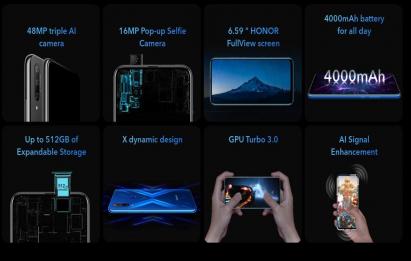 48MP triple AI
camera
16MP Pop-up Selfie
Camera
6.59 " HONOR
FullView screen
4000mAh battery
for all day
4000mAh
Up to 512GB of
Expandable Storage
512
X dynamic design
GPU Turbo 3.0
AI Signal
Enhancement